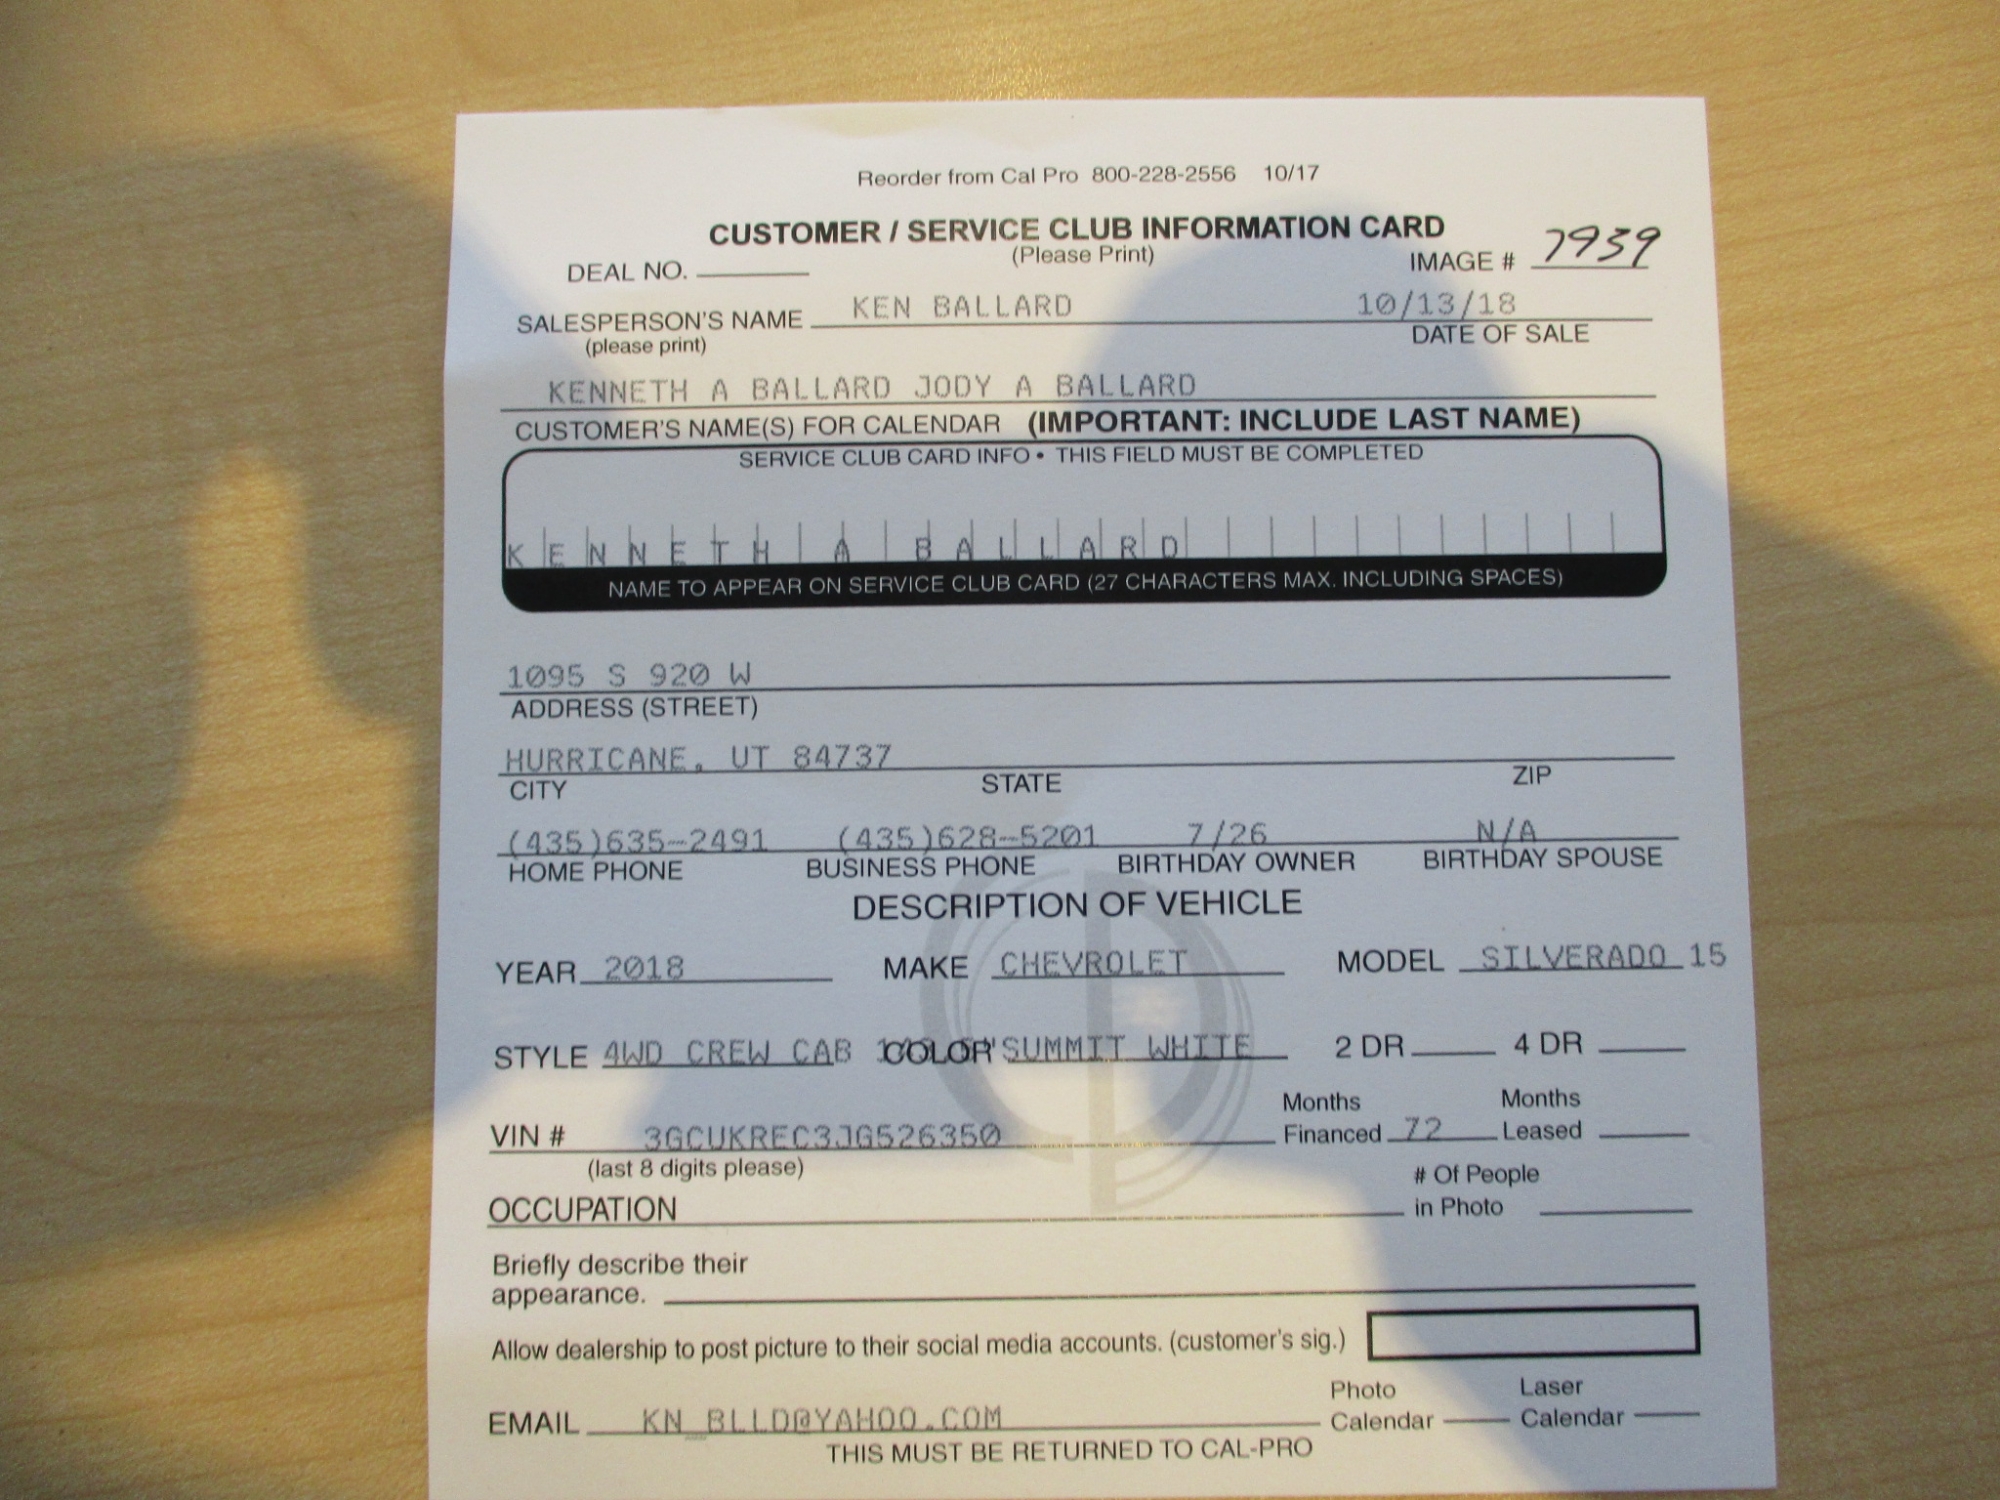 Reorder from Cal Pro 800-228-2556 10/17
CUSTOMER / SERVICE CLUB INFORMATION CARD
(Please Print)
DEAL NO. IMAGE # 7939
SALESPERSON'S NAME KEN BALLARD 10/13/18
(please print) DATE OF SALE
KENNETH A BALLARD JODY A BALLARD
CUSTOMER'S NAME(S) FOR CALENDAR (IMPORTANT: INCLUDE LAST NAME)
SERVICE CLUB CARD INFO • THIS FIELD MUST BE COMPLETED
KENNETH A BALLARD
NAME TO APPEAR ON SERVICE CLUB CARD (27 CHARACTERS MAX. INCLUDING SPACES)
1095 S 920 W
ADDRESS (STREET)
HURRICANE, UT 84737
CITY STATE ZIP
(435)635-2491 (435)628-5201 7/26 N/A
HOME PHONE BUSINESS PHONE BIRTHDAY OWNER BIRTHDAY SPOUSE
DESCRIPTION OF VEHICLE
YEAR 2018 MAKE CHEVROLET MODEL SILVERADO 15
STYLE 4WD CREW CAB COLOR SUMMIT WHITE 2 DR 4 DR
Months Months
VIN # 3GCUKREC3JG526350 Financed 72 Leased
(last 8 digits please) # Of People
OCCUPATION in Photo
Briefly describe their
appearance.
Allow dealership to post picture to their social media accounts. (customer's sig.)
Photo Laser
EMAIL KN_BLLD@YAHOO.COM Calendar Calendar
THIS MUST BE RETURNED TO CAL-PRO